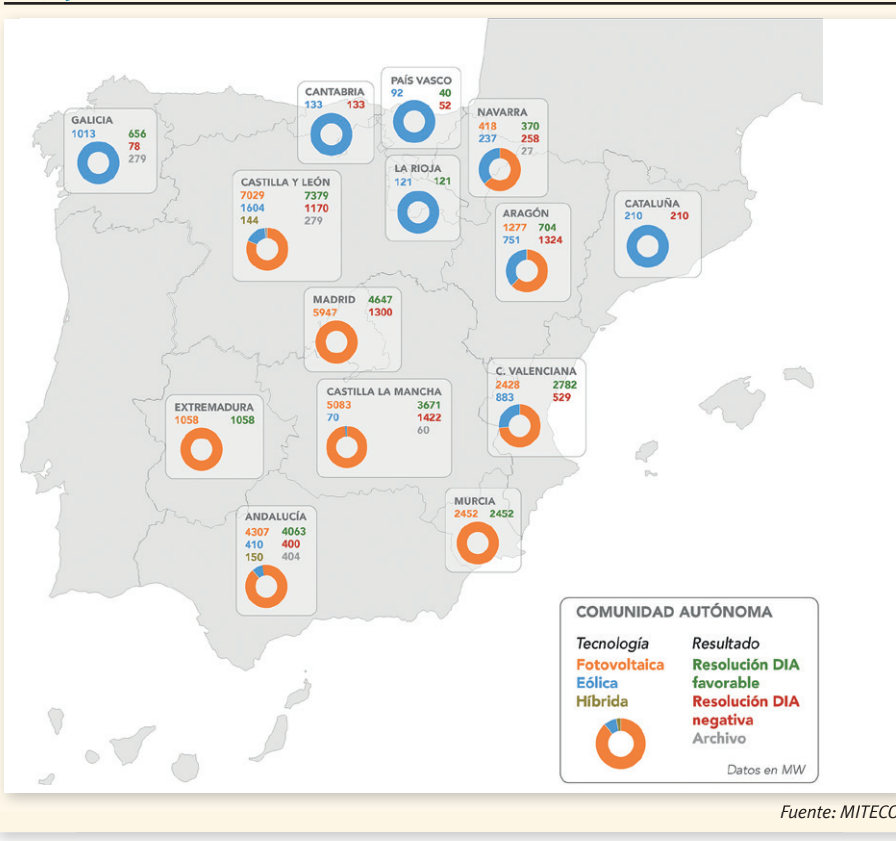 CANTABRIA
133 133
PAÍS VASCO
92 40
52
GALICIA
1013 656
78
279
NAVARRA
418 370
237 258
27
LA RIOJA
121 121
CASTILLA Y LEÓN
7029 7379
1604 1170
144 279
ARAGÓN
1277 704
751 1324
CATALUÑA
210 210
MADRID 4647
5947 1300
C. VALENCIANA
2428 2782
883 529
CASTILLA LA MANCHA
5083 3671
70 1422
60
EXTREMADURA
1058 1058
MURCIA
2452 2452
ANDALUCÍA
4307 4063
410 400
150 404
COMUNIDAD AUTÓNOMA
Tecnología Resultado
Fotovoltaica Resolución DIA
Eólica favorable
Híbrida Resolución DIA
negativa
Archivo
Datos en MW
Fuente: MITECO